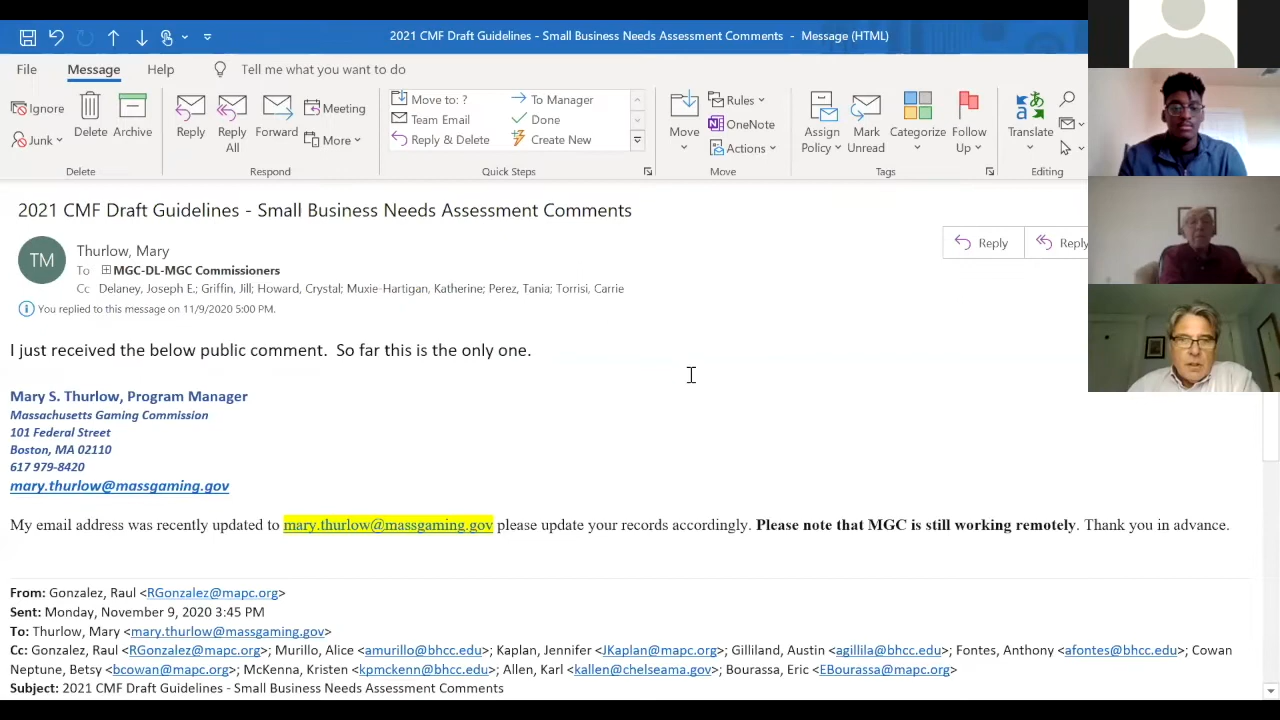 2021 CMF Draft Guidelines - Small Business Needs Assessment Comments - Message (HTML)
File Message Help Tell me what you want to do
Ignore
Junk
Delete
Archive
Reply
Reply All
Forward
Meeting
More
Move to: ?
Team Email
Reply & Delete
To Manager
Done
Create New
Move
Rules
OneNote
Actions
Assign Policy
Mark Unread
Categorize
Follow Up
Translate
Delete Respond Quick Steps Move Tags Editing
2021 CMF Draft Guidelines - Small Business Needs Assessment Comments
TM
Thurlow, Mary
To MGC-DL-MGC Commissioners
Cc Delaney, Joseph E.; Griffin, Jill; Howard, Crystal; Muxie-Hartigan, Katherine; Perez, Tania; Torrisi, Carrie
Reply Reply
You replied to this message on 11/9/2020 5:00 PM.
I just received the below public comment. So far this is the only one.
Mary S. Thurlow, Program Manager
Massachusetts Gaming Commission
101 Federal Street
Boston, MA 02110
617 979-8420
mary.thurlow@massgaming.gov
My email address was recently updated to mary.thurlow@massgaming.gov please update your records accordingly. Please note that MGC is still working remotely. Thank you in advance.
From: Gonzalez, Raul <RGonzalez@mapc.org>
Sent: Monday, November 9, 2020 3:45 PM
To: Thurlow, Mary <mary.thurlow@massgaming.gov>
Cc: Gonzalez, Raul <RGonzalez@mapc.org>; Murillo, Alice <amurillo@bhcc.edu>; Kaplan, Jennifer <JKaplan@mapc.org>; Gilliland, Austin <agillila@bhcc.edu>; Fontes, Anthony <afontes@bhcc.edu>; Cowan
Neptune, Betsy <bcowan@mapc.org>; McKenna, Kristen <kpmckenn@bhcc.edu>; Allen, Karl <kallen@chelseama.gov>; Bourassa, Eric <EBourassa@mapc.org>
Subject: 2021 CMF Draft Guidelines - Small Business Needs Assessment Comments